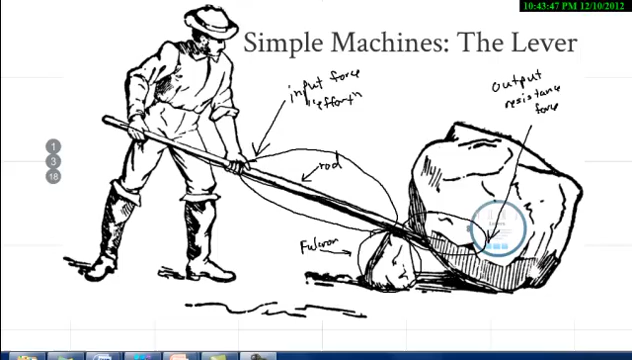 10:43:47 PM 12/10/2012
Simple Machines: The Lever
input force
"effort"
output
resistance
force
rod
Fulcrom
1
3
18